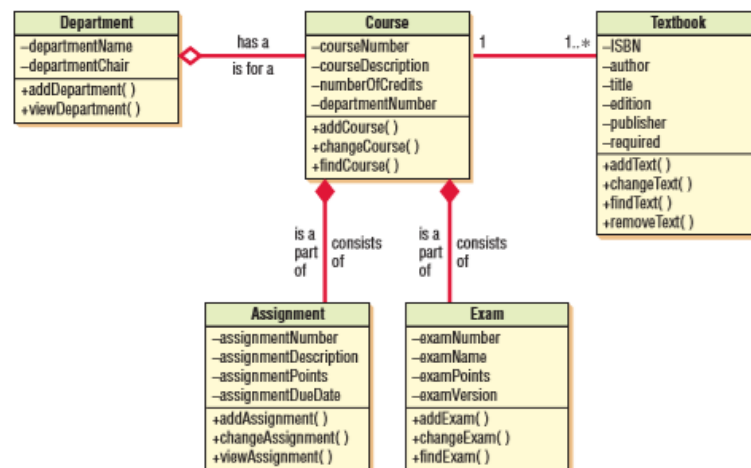 Department
–departmentName
–departmentChair
+addDepartment( )
+viewDepartment( )
has a
is for a
Course
–courseNumber
–courseDescription
–numberOfCredits
–departmentNumber
+addCourse( )
+changeCourse( )
+findCourse( )
1
1..*
Textbook
–ISBN
–author
–title
–edition
–publisher
–required
+addText( )
+changeText( )
+findText( )
+removeText( )
is a
part
of
consists
of
is a
part
of
consists
of
Assignment
–assignmentNumber
–assignmentDescription
–assignmentPoints
–assignmentDueDate
+addAssignment( )
+changeAssignment( )
+viewAssignment( )
Exam
–examNumber
–examName
–examPoints
–examVersion
+addExam( )
+changeExam( )
+findExam( )